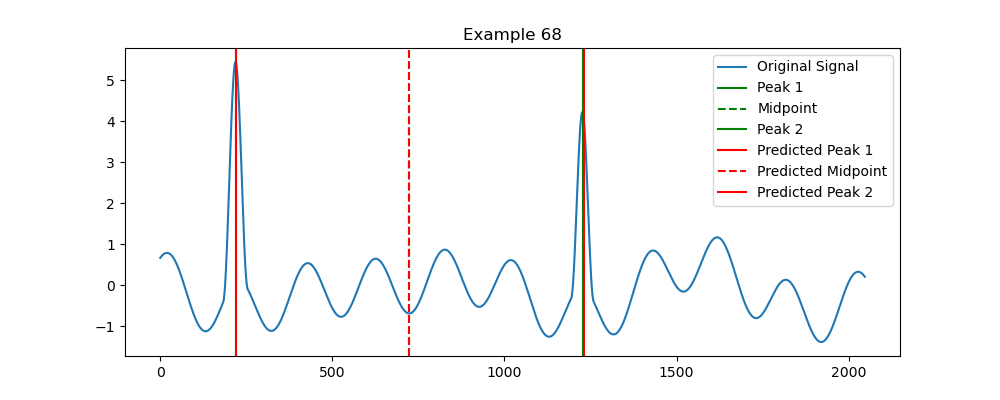 Example 68
Original Signal
Peak 1
Midpoint
Peak 2
Predicted Peak 1
Predicted Midpoint
Predicted Peak 2
5
4
3
2
1
0
−1
0 500 1000 1500 2000